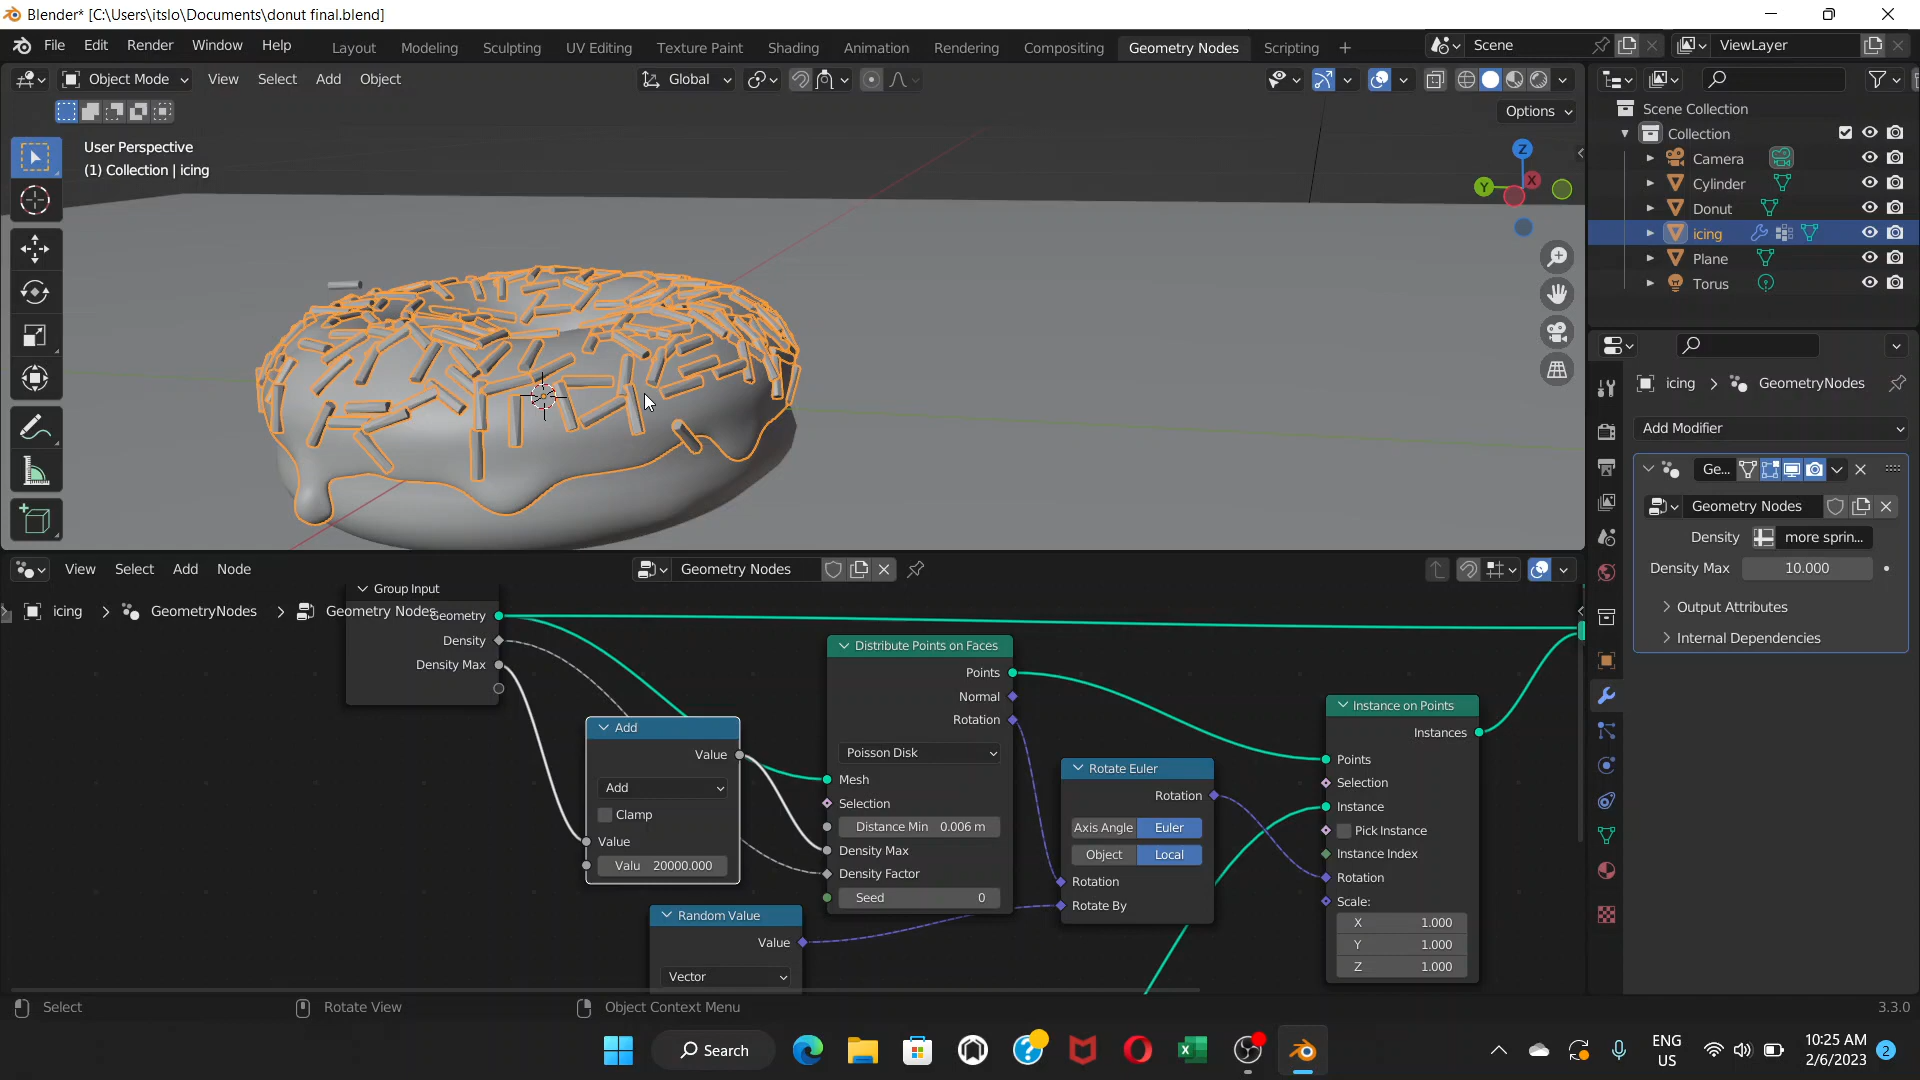 Blender* [C:\Users\itslo\Documents\donut final.blend]
File Edit Render Window Help
Layout Modeling Sculpting UV Editing Texture Paint Shading Animation Rendering Compositing Geometry Nodes Scripting +
Scene
ViewLayer
Object Mode View Select Add Object
Global
Options
User Perspective
(1) Collection | icing
Z
Y
X
Scene Collection
Collection
Camera
Cylinder
Donut
icing
Plane
Torus
icing > GeometryNodes
Add Modifier
Ge...
Geometry Nodes
Density more sprin...
Density Max 10.000
Output Attributes
Internal Dependencies
View Select Add Node
Geometry Nodes
icing > GeometryNodes > Geometry Nodes
Group Input
Geometry
Density
Density Max
Add
Value
Add
Clamp
Value
Valu 20000.000
Random Value
Value
Vector
Distribute Points on Faces
Points
Normal
Rotation
Poisson Disk
Mesh
Selection
Distance Min 0.006 m
Density Max
Density Factor
Seed 0
Rotate Euler
Rotation
Axis Angle Euler
Object Local
Rotation
Rotate By
Instance on Points
Instances
Points
Selection
Instance
Pick Instance
Instance Index
Rotation
Scale:
X 1.000
Y 1.000
Z 1.000
Select Rotate View Object Context Menu 3.3.0
Search
ENG
US
10:25 AM
2/6/2023
2